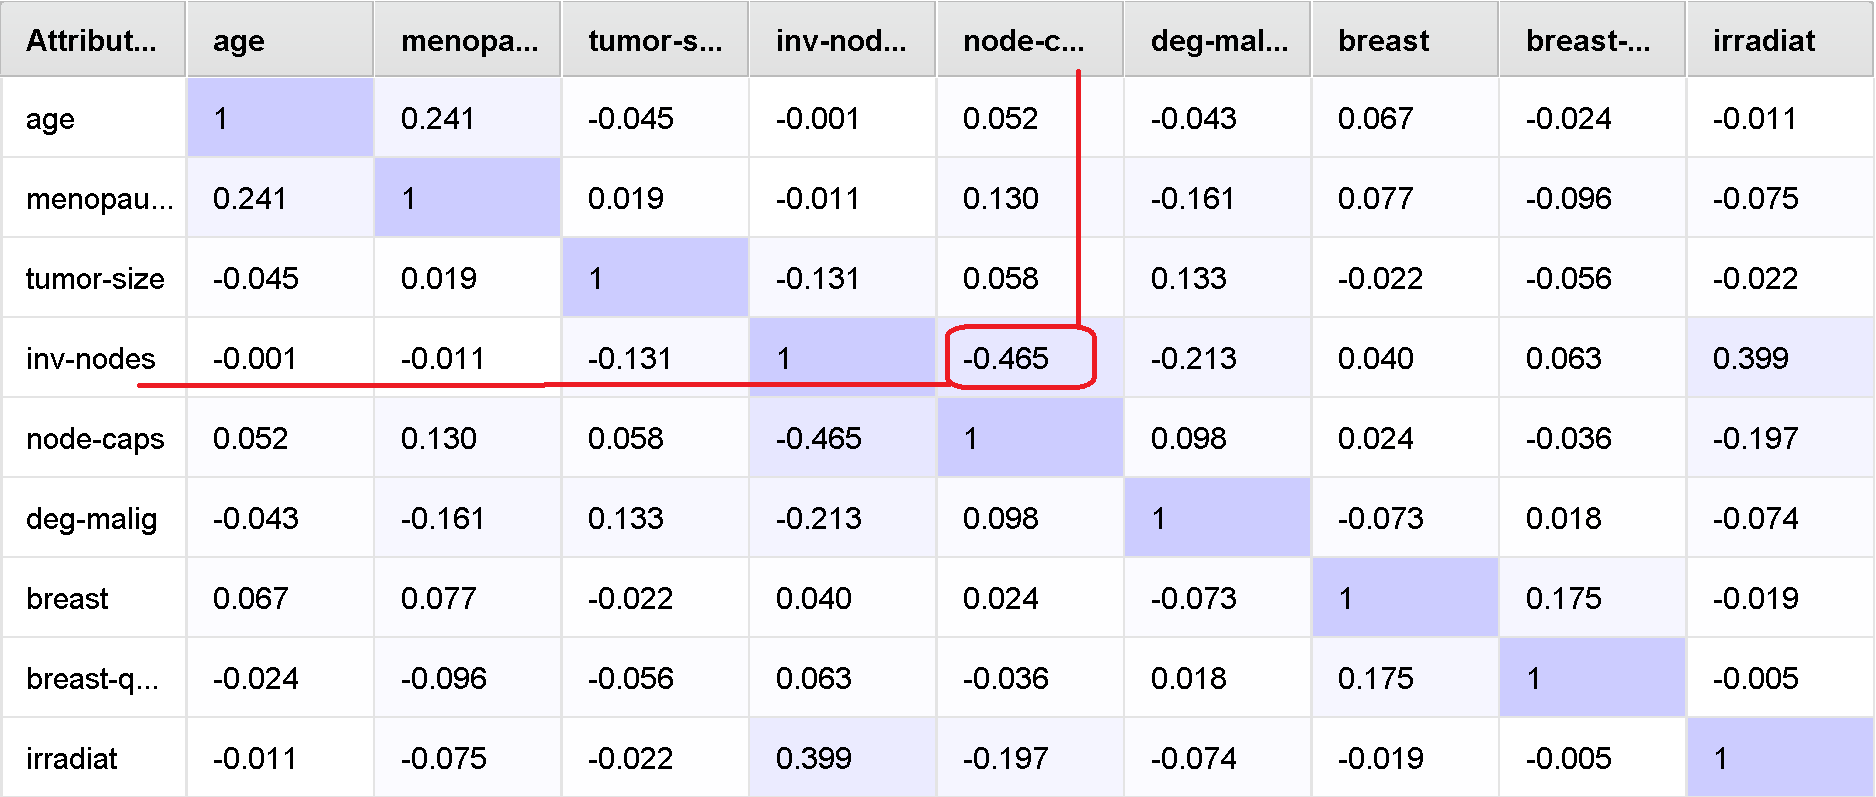 Attribut... age menopa... tumor-s... inv-nod... node-c... deg-mal... breast breast-... irradiat
age 1 0.241 -0.045 -0.001 0.052 -0.043 0.067 -0.024 -0.011
menopau... 0.241 1 0.019 -0.011 0.130 -0.161 0.077 -0.096 -0.075
tumor-size -0.045 0.019 1 -0.131 0.058 0.133 -0.022 -0.056 -0.022
inv-nodes -0.001 -0.011 -0.131 1 -0.465 -0.213 0.040 0.063 0.399
node-caps 0.052 0.130 0.058 -0.465 1 0.098 0.024 -0.036 -0.197
deg-malig -0.043 -0.161 0.133 -0.213 0.098 1 -0.073 0.018 -0.074
breast 0.067 0.077 -0.022 0.040 0.024 -0.073 1 0.175 -0.019
breast-q... -0.024 -0.096 -0.056 0.063 -0.036 0.018 0.175 1 -0.005
irradiat -0.011 -0.075 -0.022 0.399 -0.197 -0.074 -0.019 -0.005 1